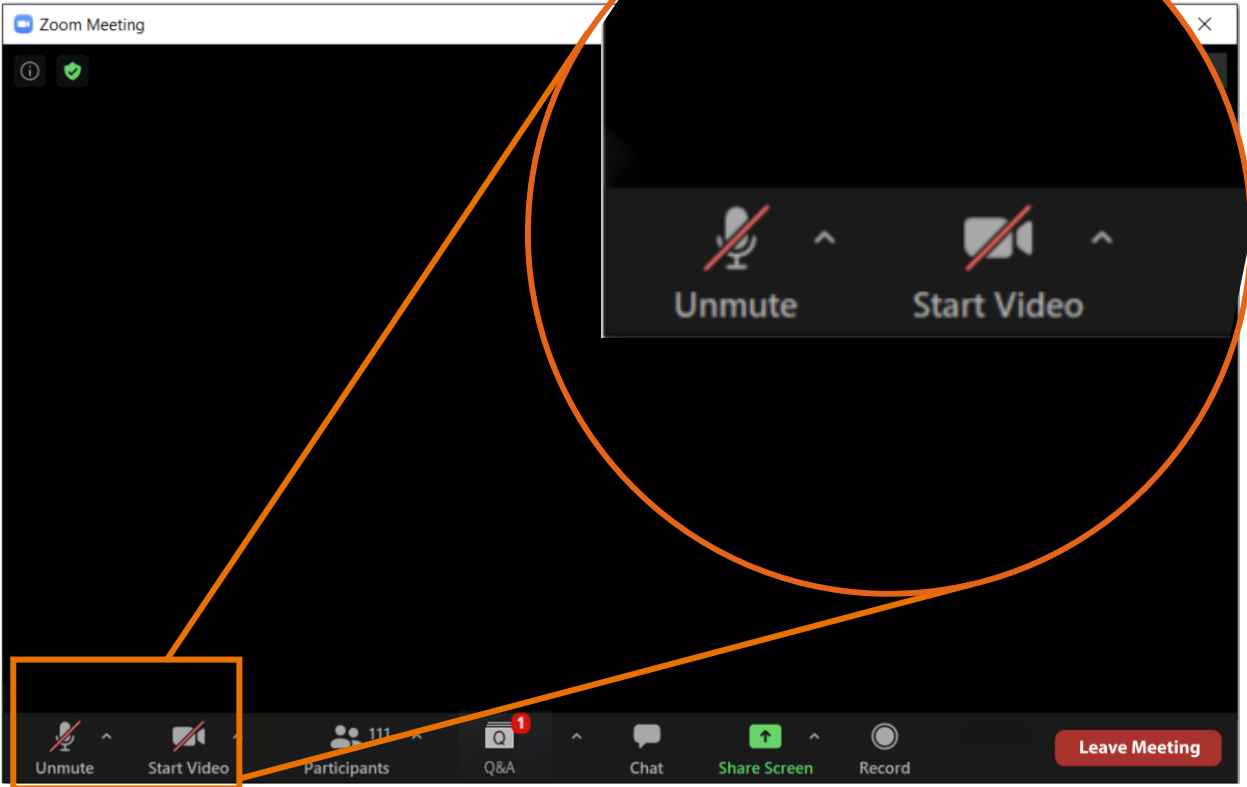 Zoom Meeting
Unmute
Start Video
Unmute
Start Video
111
Participants
Q
1
Q&A
Chat
Share Screen
Record
Leave Meeting